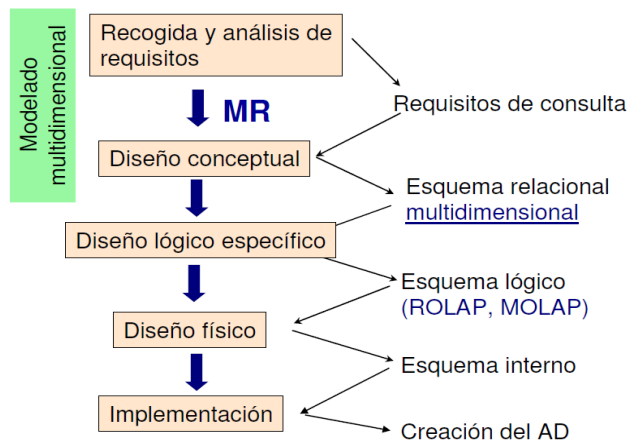 Modelado
multidimensional
Recogida y análisis de
requisitos
MR
Requisitos de consulta
Diseño conceptual
Esquema relacional
multidimensional
Diseño lógico específico
Esquema lógico
(ROLAP, MOLAP)
Diseño físico
Esquema interno
Implementación
Creación del AD